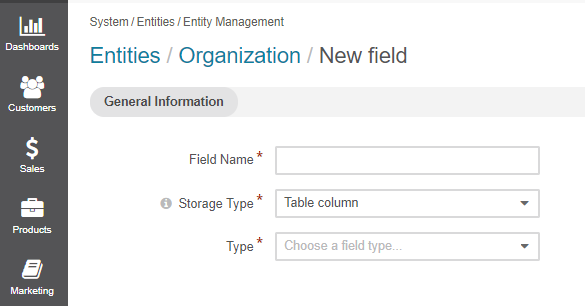 System / Entities / Entity Management
Entities / Organization / New field
General Information
Field Name *
Storage Type * Table column
Type * Choose a field type...
Dashboards
Customers
Sales
Products
Marketing